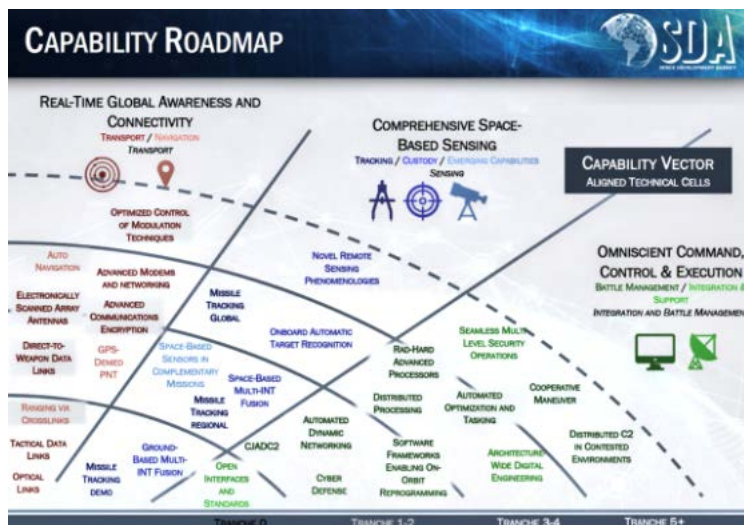 CAPABILITY ROADMAP
SDA
SPACE DEVELOPMENT AGENCY
REAL-TIME GLOBAL AWARENESS AND
CONNECTIVITY
TRANSPORT / NAVIGATION
TRANSPORT
COMPREHENSIVE SPACE-
BASED SENSING
TRACKING / CUSTODY / EMERGING CAPABILITIES
SENSING
CAPABILITY VECTOR
ALIGNED TECHNICAL CELLS
OMNISCIENT COMMAND,
CONTROL & EXECUTION
BATTLE MANAGEMENT / INTEGRATION &
SUPPORT
INTEGRATION AND BATTLE MANAGEMENT
OPTIMIZED CONTROL
OF MODULATION
TECHNIQUES
AUTO
NAVIGATION
ADVANCED MODEMS
AND NETWORKING
NOVEL REMOTE
SENSING
PHENOMENOLOGIES
ELECTRONICALLY
SCANNED ARRAY
ANTENNAS
ADVANCED
COMMUNICATIONS
ENCRYPTION
MISSILE
TRACKING
GLOBAL
ONBOARD AUTOMATIC
TARGET RECOGNITION
SEAMLESS MULTI-
LEVEL SECURITY
OPERATIONS
DIRECT-TO-
WEAPON DATA
LINKS
GPS-
DENIED
PNT
SPACE-BASED
SENSORS IN
COMPLEMENTARY
MISSIONS
RAD-HARD
ADVANCED
PROCESSORS
SPACE-BASED
MULTI-INT
FUSION
COOPERATIVE
MANEUVER
RANGING VIA
CROSSLINKS
MISSILE
TRACKING
REGIONAL
DISTRIBUTED
PROCESSING
AUTOMATED
OPTIMIZATION AND
TASKING
AUTOMATED
DYNAMIC
NETWORKING
TACTICAL DATA
LINKS
GROUND-
BASED MULTI-
INT FUSION
CJADC2
SOFTWARE
FRAMEWORKS
ENABLING ON-
ORBIT
REPROGRAMMING
DISTRIBUTED C2
IN CONTESTED
ENVIRONMENTS
ARCHITECTURE-
WIDE DIGITAL
ENGINEERING
OPTICAL
LINKS
MISSILE
TRACKING
DEMO
OPEN
INTERFACES
AND
STANDARDS
CYBER
DEFENSE
TRANCHE 0
TRANCHE 1-2
TRANCHE 3-4
TRANCHE 5+